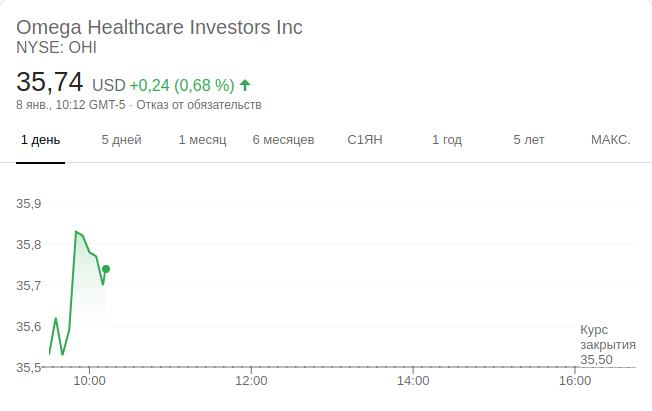 Omega Healthcare Investors Inc
NYSE: OHI
35,74 USD +0,24 (0,68 %)
8 янв., 10:12 GMT-5 · Отказ от обязательств
1 день 5 дней 1 месяц 6 месяцев С1ЯН 1 год 5 лет МАКС.
35,9
35,8
35,7
35,6
35,5
Курс
закрытия
35,50
10:00 12:00 14:00 16:00